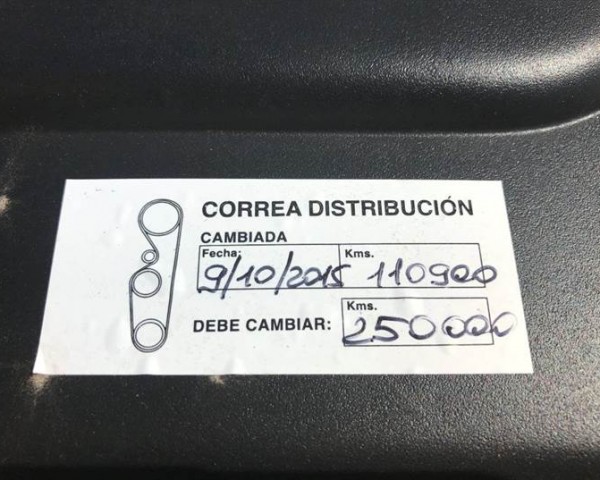 CORREA DISTRIBUCIÓN
CAMBIADA
Fecha: Kms.
9/10/2015 110900
Kms.
DEBE CAMBIAR: 250000